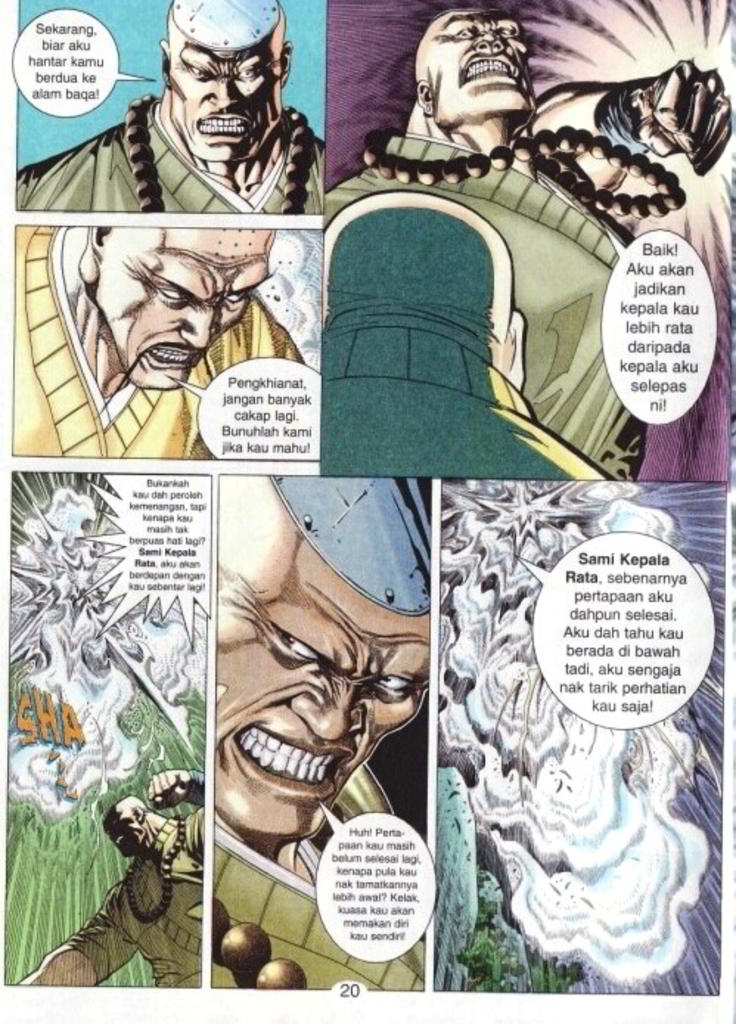 Sekarang,
biar aku
hantar kamu
berdua ke
alam baqa!
Baik!
Aku akan
jadikan
kepala kau
lebih rata
daripada
kepala aku
selepas
ni!
Pengkhianat,
jangan banyak
cakap lagi.
Bunuhlah kami
jika kau mahu!
Bukankah
kau dah peroleh
kemenangan, tapi
kenapa kau
masih tak
berpuas hati lagi?
Sami Kepala
Rata, aku akan
berdepan dengan
kau sebentar lagi!
SHA
Huh! Perta-
paan kau masih
belum selesai lagi,
kenapa pula kau
nak tamatkannya
lebih awal? Kelak,
kuasa kau akan
memakan diri
kau sendiri!
Sami Kepala
Rata, sebenarnya
pertapaan aku
dahpun selesai.
Aku dah tahu kau
berada di bawah
tadi, aku sengaja
nak tarik perhatian
kau saja!
20